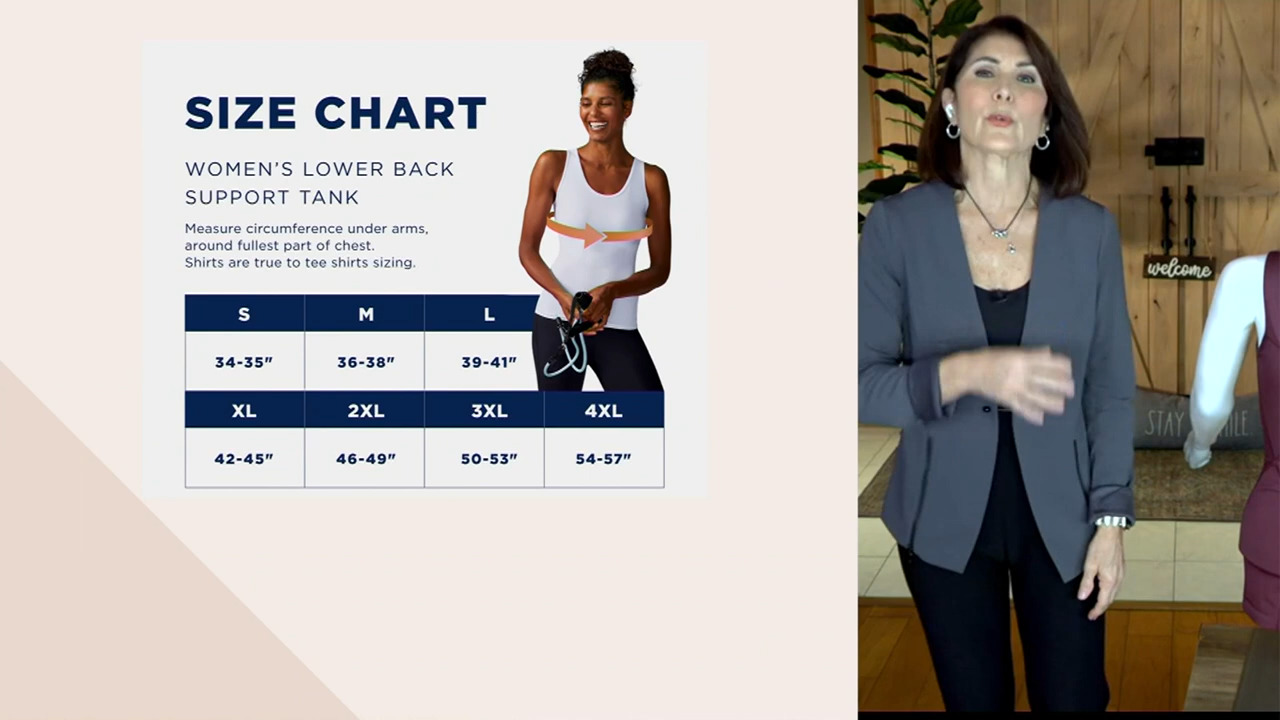 SIZE CHART
WOMEN'S LOWER BACK
SUPPORT TANK
Measure circumference under arms,
around fullest part of chest.
Shirts are true to tee shirts sizing.
S M L
34-35" 36-38" 39-41"
XL 2XL 3XL 4XL
42-45" 46-49" 50-53" 54-57"
welcome
STAY